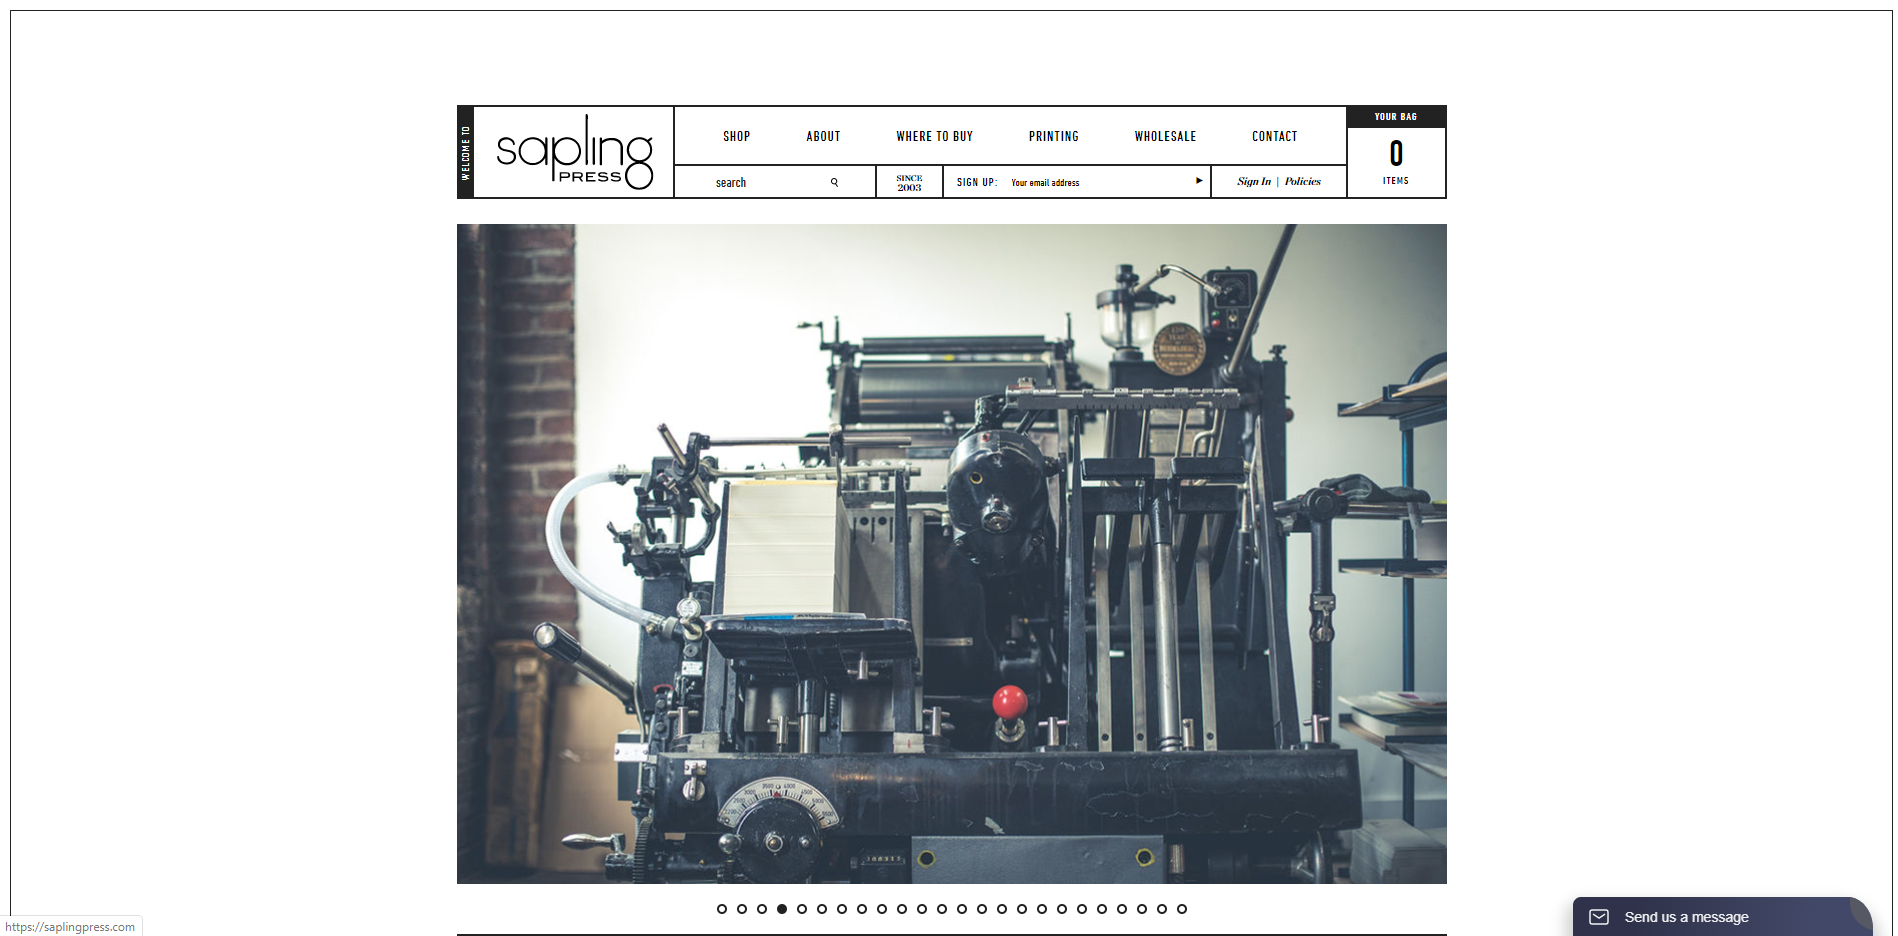 WELCOME TO
sapling
PRESS
SHOP
ABOUT
WHERE TO BUY
PRINTING
WHOLESALE
CONTACT
YOUR BAG
0
ITEMS
search
SINCE
2003
SIGN UP:
Your email address
Sign In | Policies
https://saplingpress.com
Send us a message